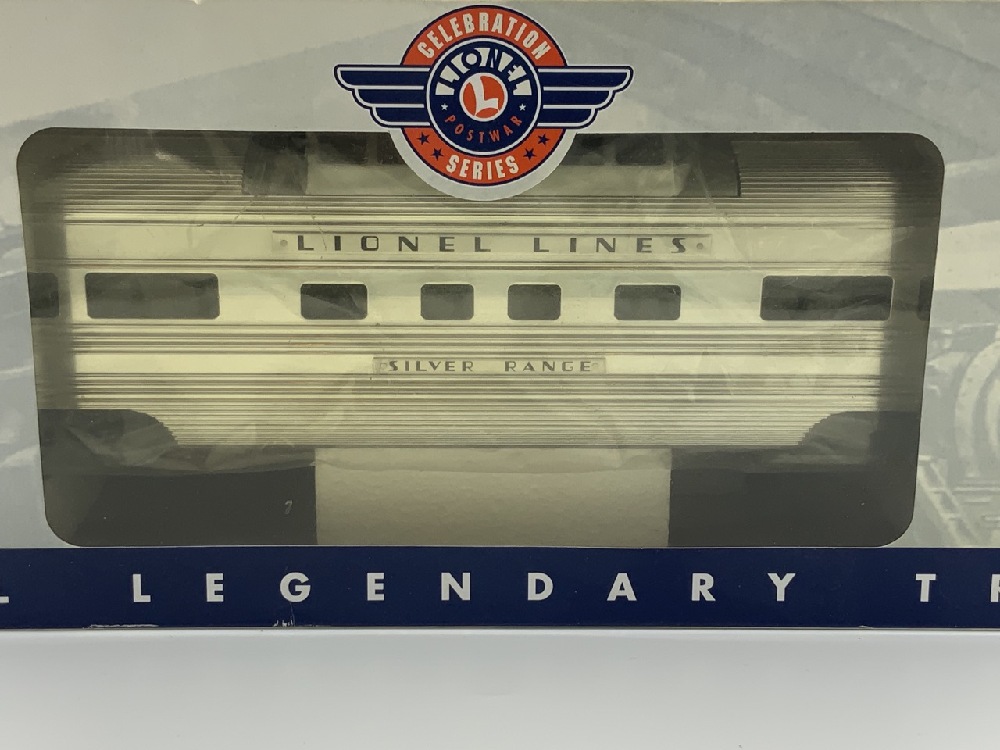 CELEBRATION
LIONEL
L
POSTWAR
SERIES
LIONEL LINES
SILVER RANGE
L LEGENDARY TR